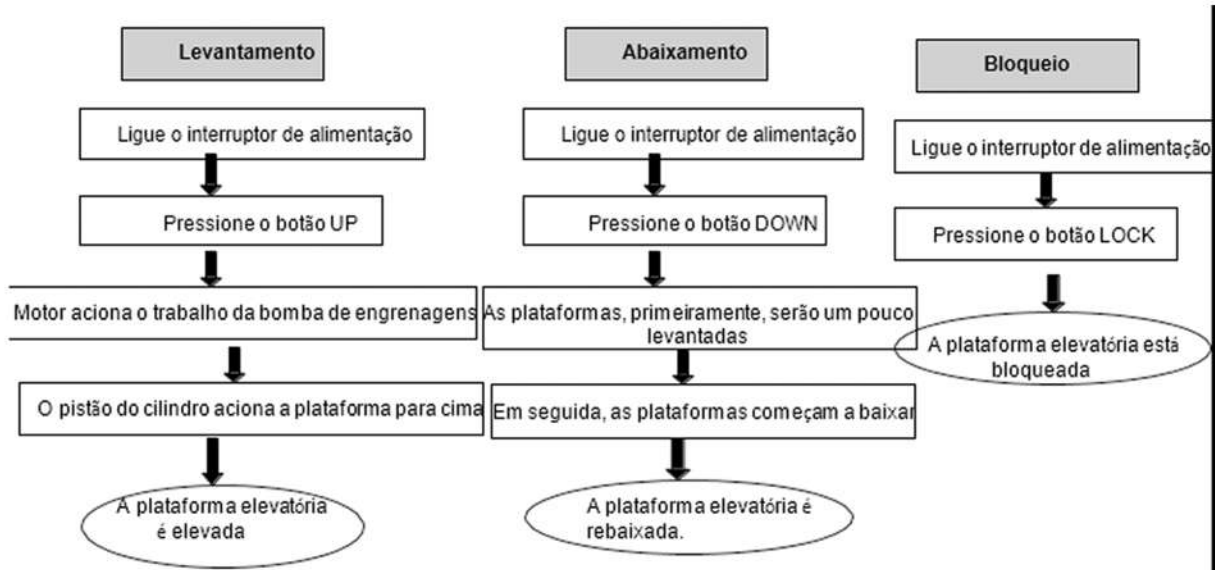 Levantamento
Ligue o interruptor de alimentação
Pressione o botão UP
Motor aciona o trabalho da bomba de engrenagens
O pistão do cilindro aciona a plataforma para cima
A plataforma elevatória
é elevada
Abaixamento
Ligue o interruptor de alimentação
Pressione o botão DOWN
As plataformas, primeiramente, serão um pouco
levantadas
Em seguida, as plataformas começam a baixar
A plataforma elevatória é
rebaixada.
Bloqueio
Ligue o interruptor de alimentação
Pressione o botão LOCK
A plataforma elevatória está
bloqueada